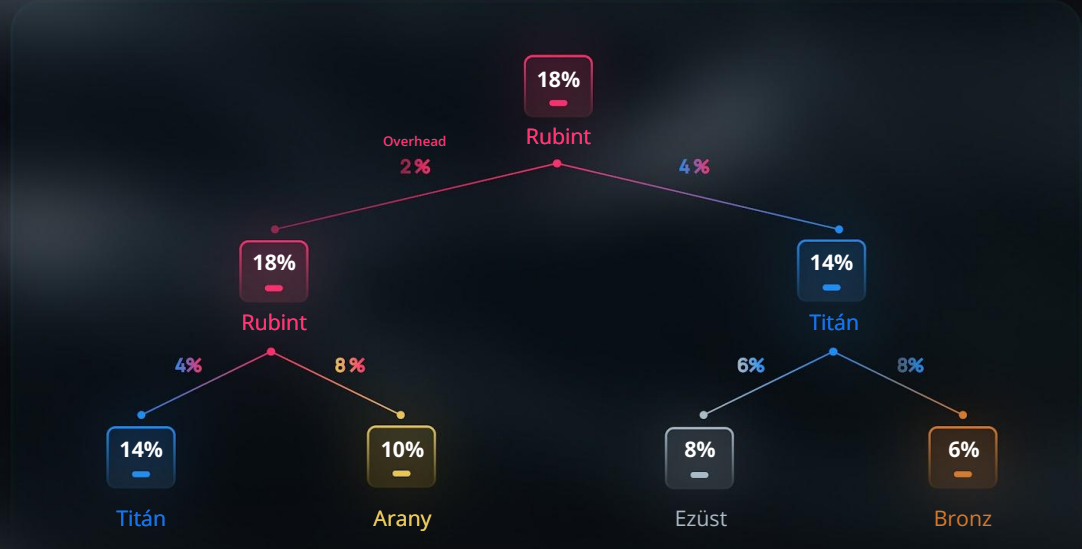 18%
Rubint
Overhead
2%
4%
18%
Rubint
14%
Titán
4%
8%
6%
8%
14%
Titán
10%
Arany
8%
Ezüst
6%
Bronz